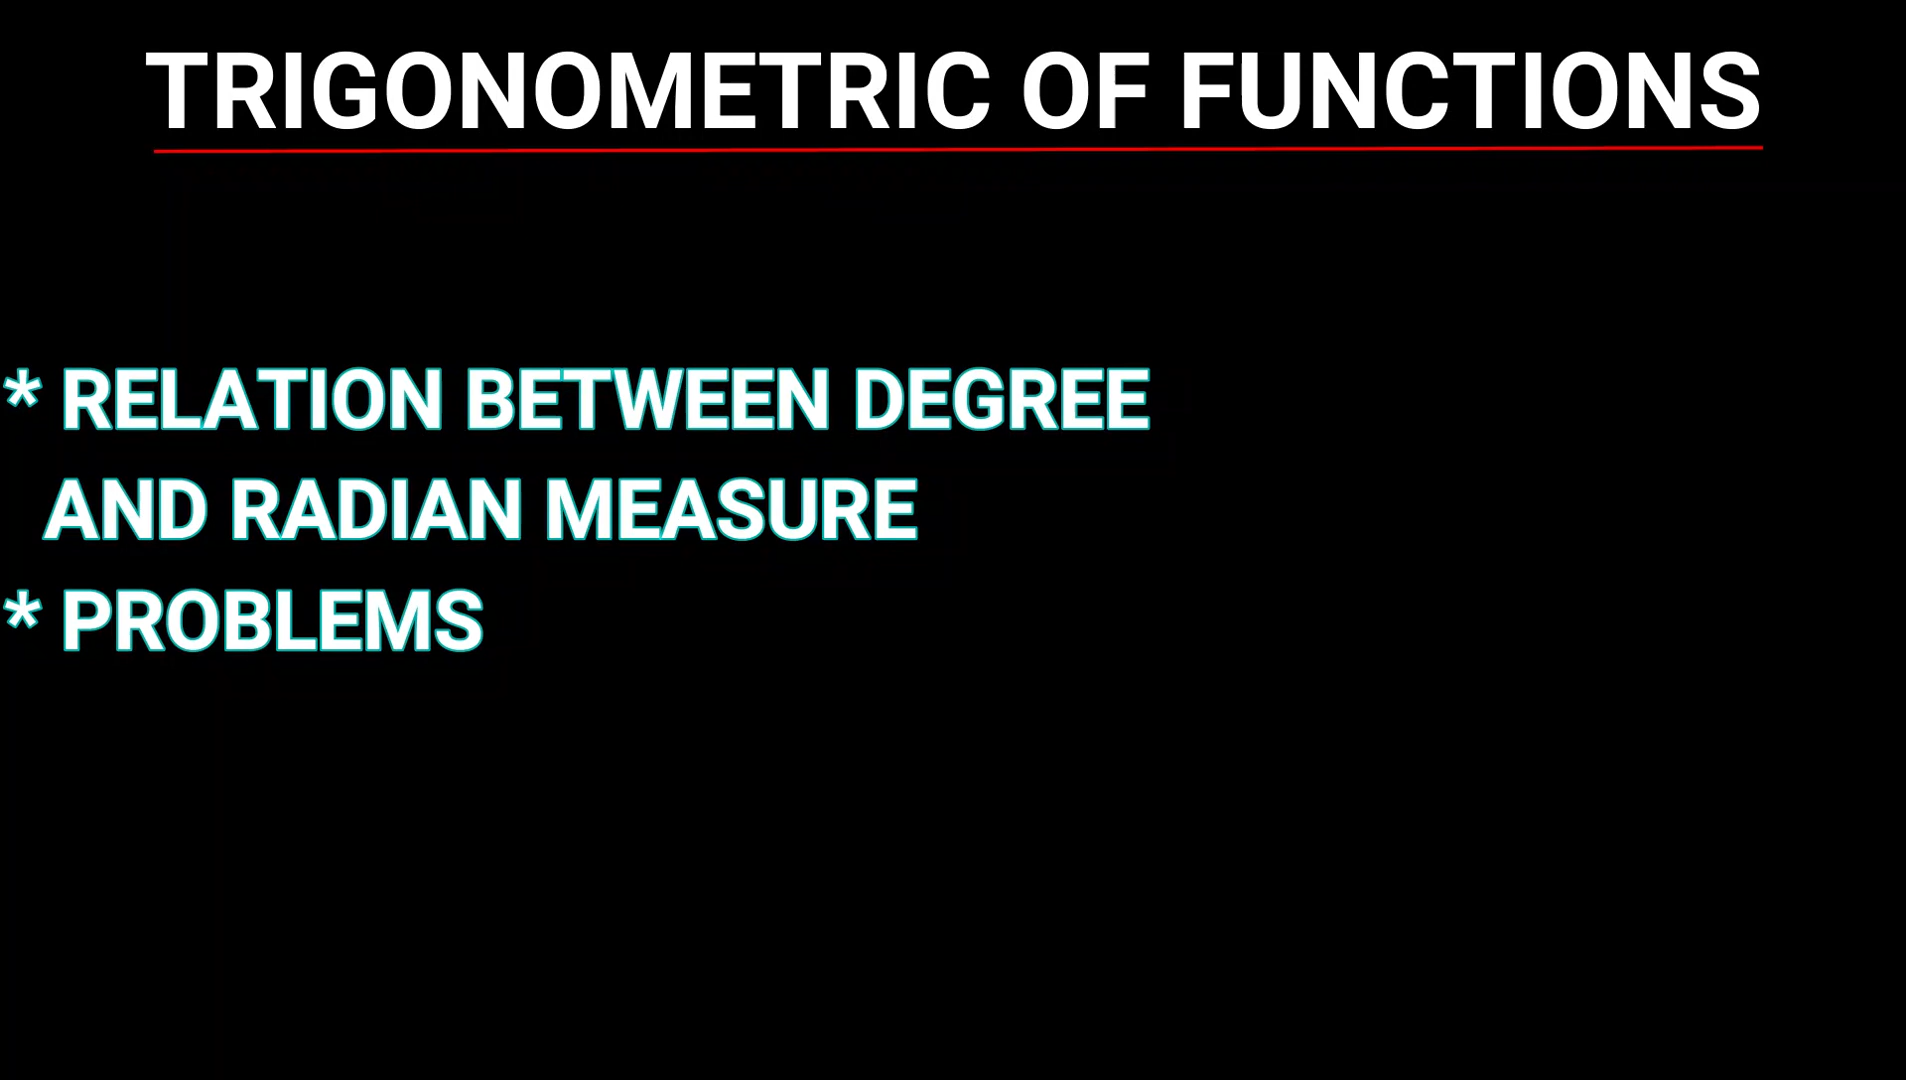 TRIGONOMETRIC OF FUNCTIONS
* RELATION BETWEEN DEGREE
AND RADIAN MEASURE
* PROBLEMS